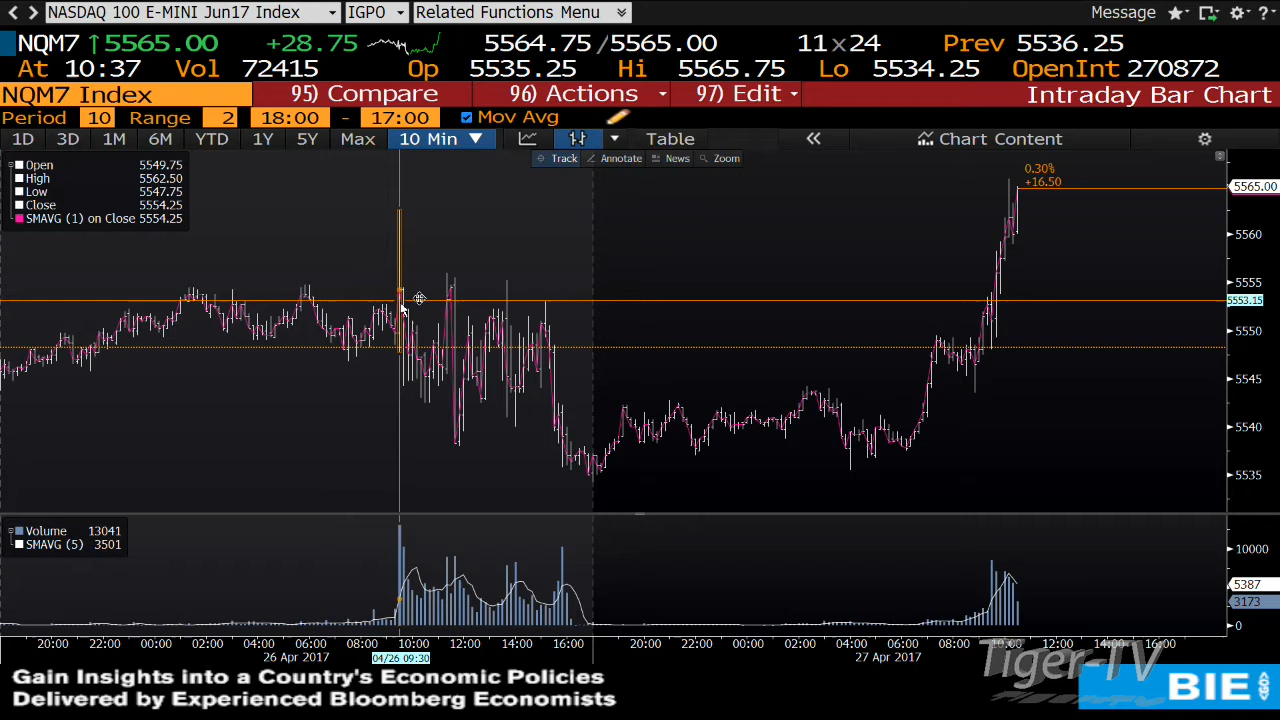 NASDAQ 100 E-MINI Jun17 Index IGPO Related Functions Menu Message ?
NQM7 ↑5565.00 +28.75 5564.75/5565.00 11x24 Prev 5536.25
At 10:37 Vol 72415 Op 5535.25 Hi 5565.75 Lo 5534.25 OpenInt 270872
NQM7 Index 95) Compare 96) Actions 97) Edit Intraday Bar Chart
Period 10 Range 2 18:00 - 17:00 Mov Avg
1D 3D 1M 6M YTD 1Y 5Y Max 10 Min ▼ Table « Chart Content
Track Annotate News Zoom
Open 5549.75
High 5562.50
Low 5547.75
Close 5554.25
SMAVG (1) on Close 5554.25
0.30%
+16.50
5565.00
5560
5555
5553.15
5550
5545
5540
5535
Volume 13041
SMAVG (5) 3501
10000
5387
3173
0
20:00 22:00 00:00 02:00 04:00 06:00 08:00 10:00 12:00 14:00 16:00 20:00 22:00 00:00 02:00 04:00 06:00 08:00 10:00 12:00 14:00 16:00
26 Apr 2017 04/26 09:30 27 Apr 2017
Tiger-TV
Gain Insights into a Country's Economic Policies
Delivered by Experienced Bloomberg Economists
BIE <GO>